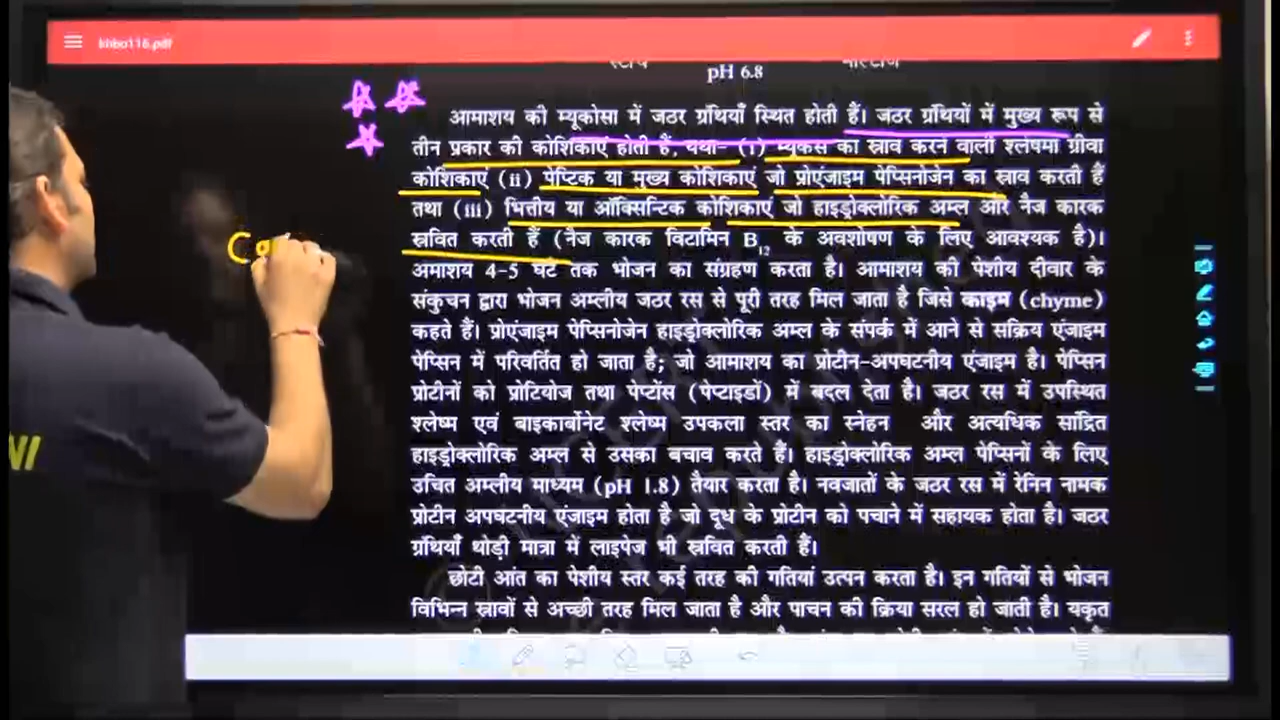 khbo116.pdf
pH 6.8
आमाशय की म्यूकोसा में जठर ग्रंथियाँ स्थित होती हैं। जठर ग्रंथियों में मुख्य रूप से
तीन प्रकार की कोशिकाएं होती हैं, यथा- (i) म्यूकस का स्राव करने वाली श्लेष्मा ग्रीवा
कोशिकाएं (ii) पेप्टिक या मुख्य कोशिकाएं जो प्रोएंजाइम पेप्सिनोजेन का स्राव करती हैं
तथा (iii) भित्तीय या ऑक्सिन्टिक कोशिकाएं जो हाइड्रोक्लोरिक अम्ल और नैज कारक
स्रवित करती हैं (नैज कारक विटामिन B12 के अवशोषण के लिए आवश्यक है)।
अमाशय 4-5 घंटे तक भोजन का संग्रहण करता है। आमाशय की पेशीय दीवार के
संकुचन द्वारा भोजन अम्लीय जठर रस से पूरी तरह मिल जाता है जिसे काइम (chyme)
कहते हैं। प्रोएंजाइम पेप्सिनोजेन हाइड्रोक्लोरिक अम्ल के संपर्क में आने से सक्रिय एंजाइम
पेप्सिन में परिवर्तित हो जाता है; जो आमाशय का प्रोटीन-अपघटनीय एंजाइम है। पेप्सिन
प्रोटीनों को प्रोटियोज तथा पेप्टोंस (पेप्टाइडों) में बदल देता है। जठर रस में उपस्थित
श्लेष्म एवं बाइकार्बोनेट श्लेष्म उपकला स्तर का स्नेहन और अत्यधिक सांद्रित
हाइड्रोक्लोरिक अम्ल से उसका बचाव करते हैं। हाइड्रोक्लोरिक अम्ल पेप्सिनों के लिए
उचित अम्लीय माध्यम (pH 1.8) तैयार करता है। नवजातों के जठर रस में रेनिन नामक
प्रोटीन अपघटनीय एंजाइम होता है जो दूध के प्रोटीन को पचाने में सहायक होता है। जठर
ग्रंथियाँ थोड़ी मात्रा में लाइपेज भी स्रवित करती हैं।
छोटी आंत का पेशीय स्तर कई तरह की गतियां उत्पन करता है। इन गतियों से भोजन
विभिन्न स्रावों से अच्छी तरह मिल जाता है और पाचन की क्रिया सरल हो जाती है। यकृत